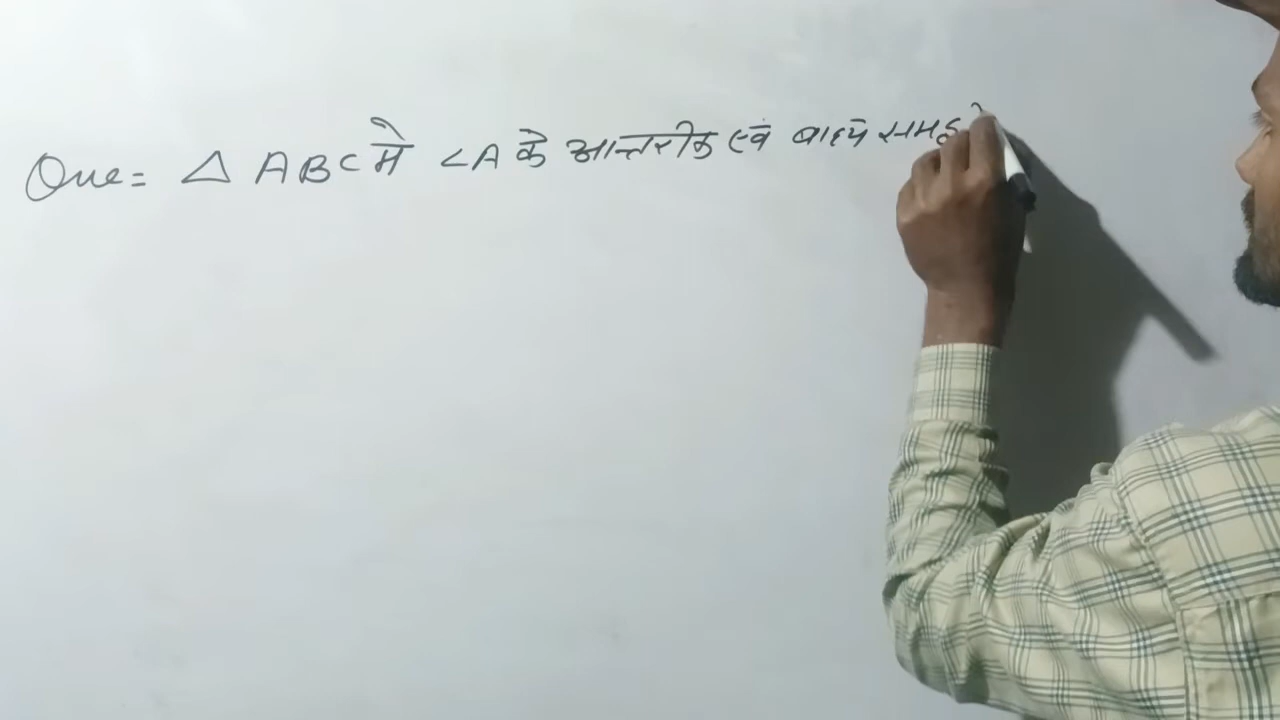 Que= △ ABC में ∠A के आन्तरीक एवं बाह्य समद्